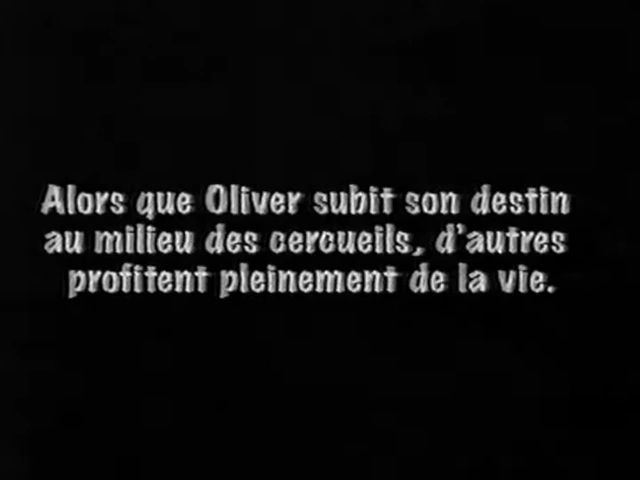 Alors que Oliver subit son destin
au milieu des cercueils, d'autres
profitent pleinement de la vie.